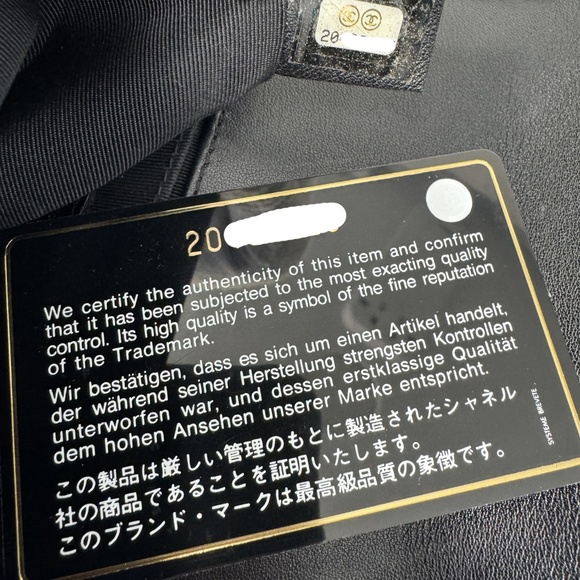 20
20
We certify the authenticity of this item and confirm
that it has been subjected to the most exacting quality
control. Its high quality is a symbol of the fine reputation
of the Trademark.
Wir bestätigen, dass es sich um einen Artikel handelt,
der während seiner Herstellung strengsten Kontrollen
unterworfen war, und dessen erstklassige Qualität
dem hohen Ansehen unserer Marke entspricht.
この製品は厳しい管理のもとに製造されたシャネル
社の商品であることを証明いたします。
このブランド・マークは最高級品質の象徴です。
SYSTEME BREVETE